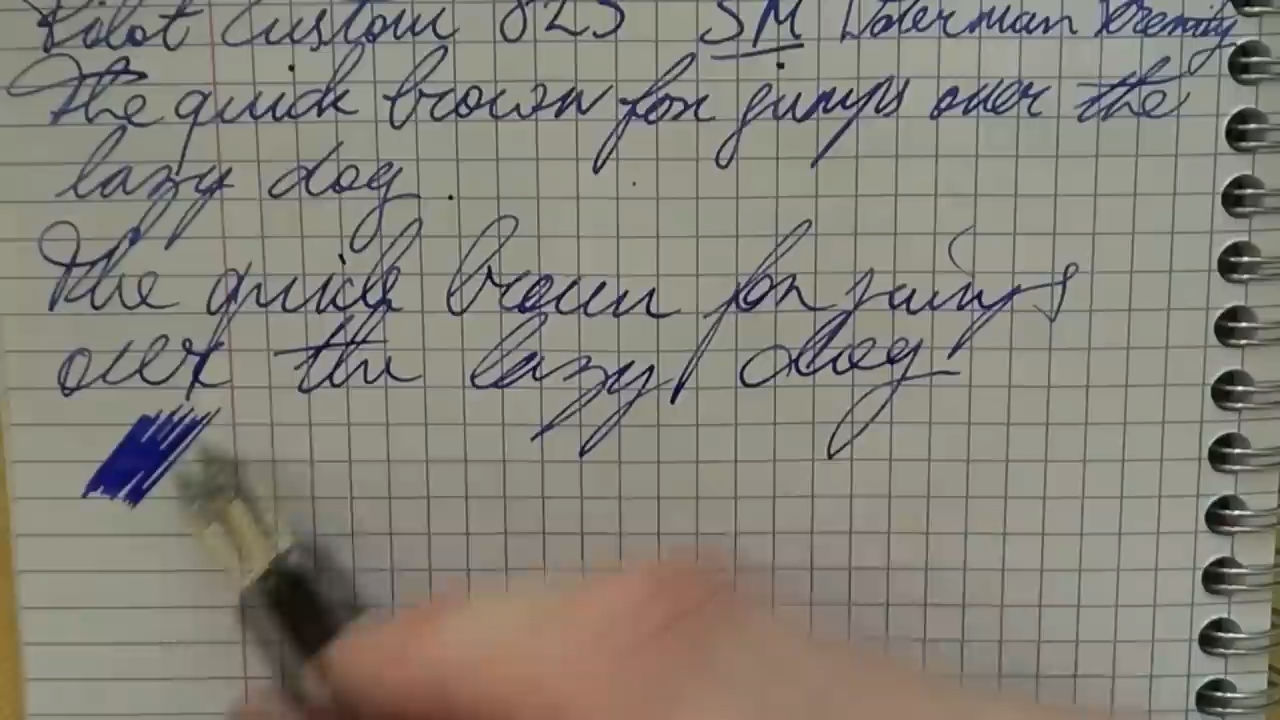 Pilot Custom 823 SM Waterman Serenity
The quick brown fox jumps over the
lazy dog.
The quick brown fox jumps
over the lazy dog